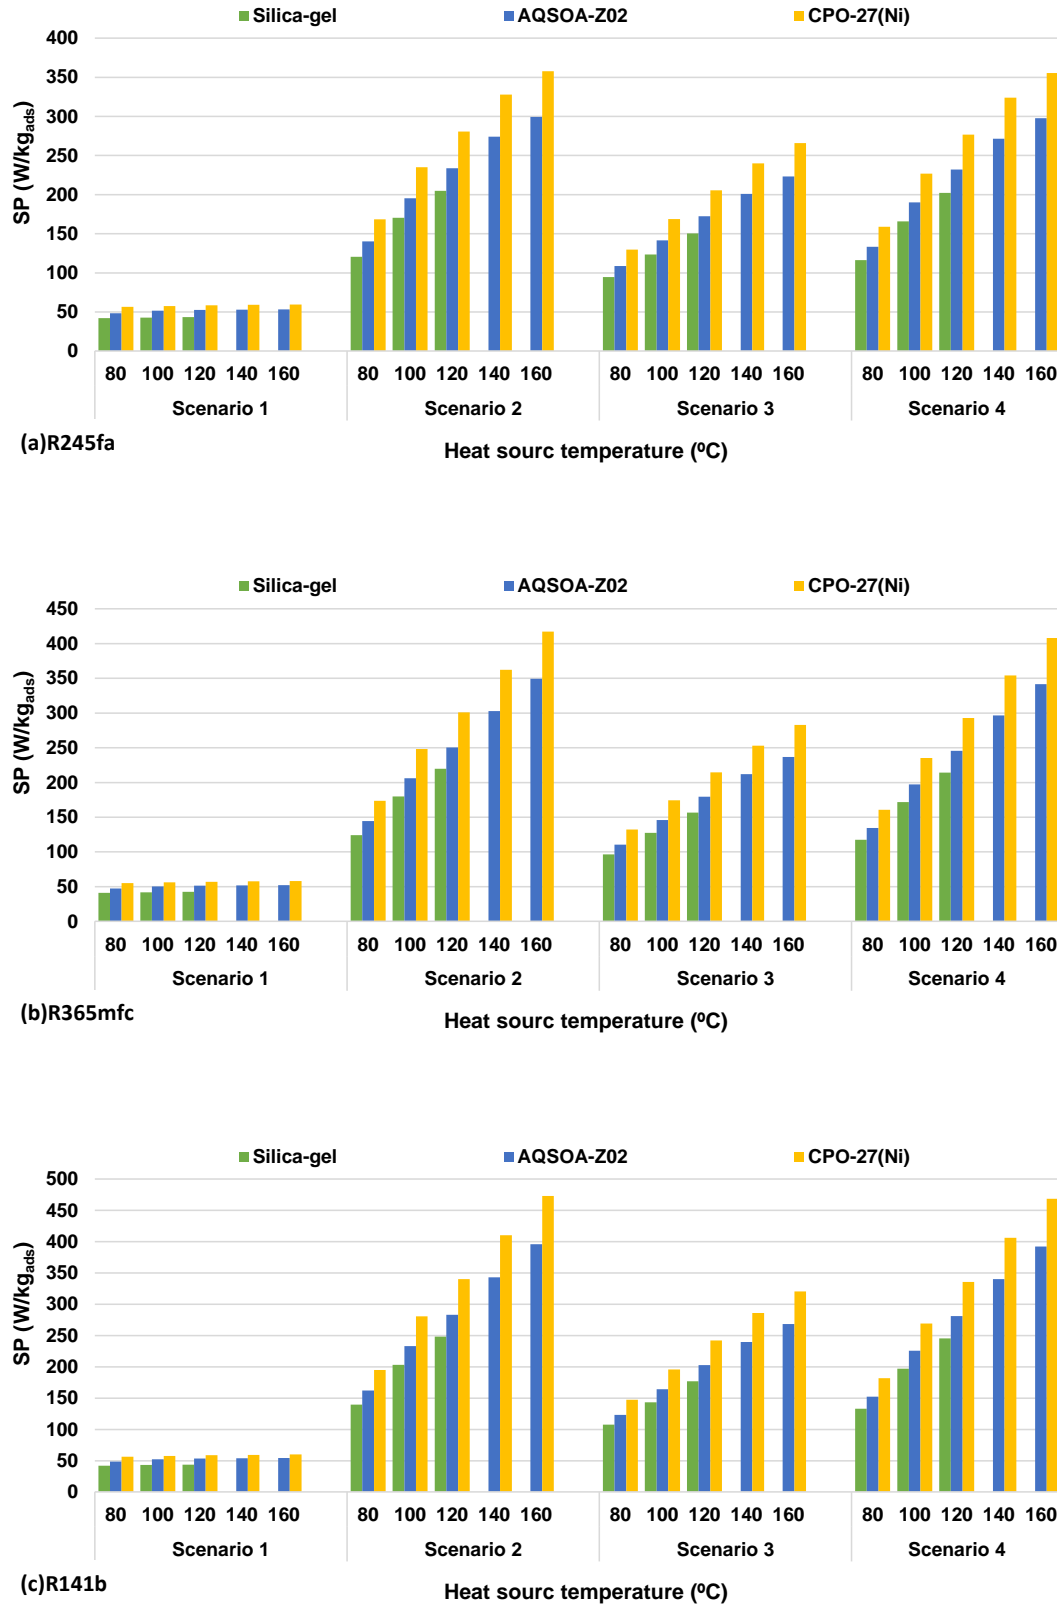 Silica-gel AQSOA-Z02 CPO-27(Ni)
SP (W/kgads)
400
350
300
250
200
150
100
50
0
80 100 120 140 160 80 100 120 140 160 80 100 120 140 160 80 100 120 140 160
Scenario 1 Scenario 2 Scenario 3 Scenario 4
(a)R245fa
Heat sourc temperature (⁰C)
Silica-gel AQSOA-Z02 CPO-27(Ni)
SP (W/kgads)
450
400
350
300
250
200
150
100
50
0
80 100 120 140 160 80 100 120 140 160 80 100 120 140 160 80 100 120 140 160
Scenario 1 Scenario 2 Scenario 3 Scenario 4
(b)R365mfc
Heat sourc temperature (⁰C)
Silica-gel AQSOA-Z02 CPO-27(Ni)
SP (W/kgads)
500
450
400
350
300
250
200
150
100
50
0
80 100 120 140 160 80 100 120 140 160 80 100 120 140 160 80 100 120 140 160
Scenario 1 Scenario 2 Scenario 3 Scenario 4
(c)R141b
Heat sourc temperature (⁰C)